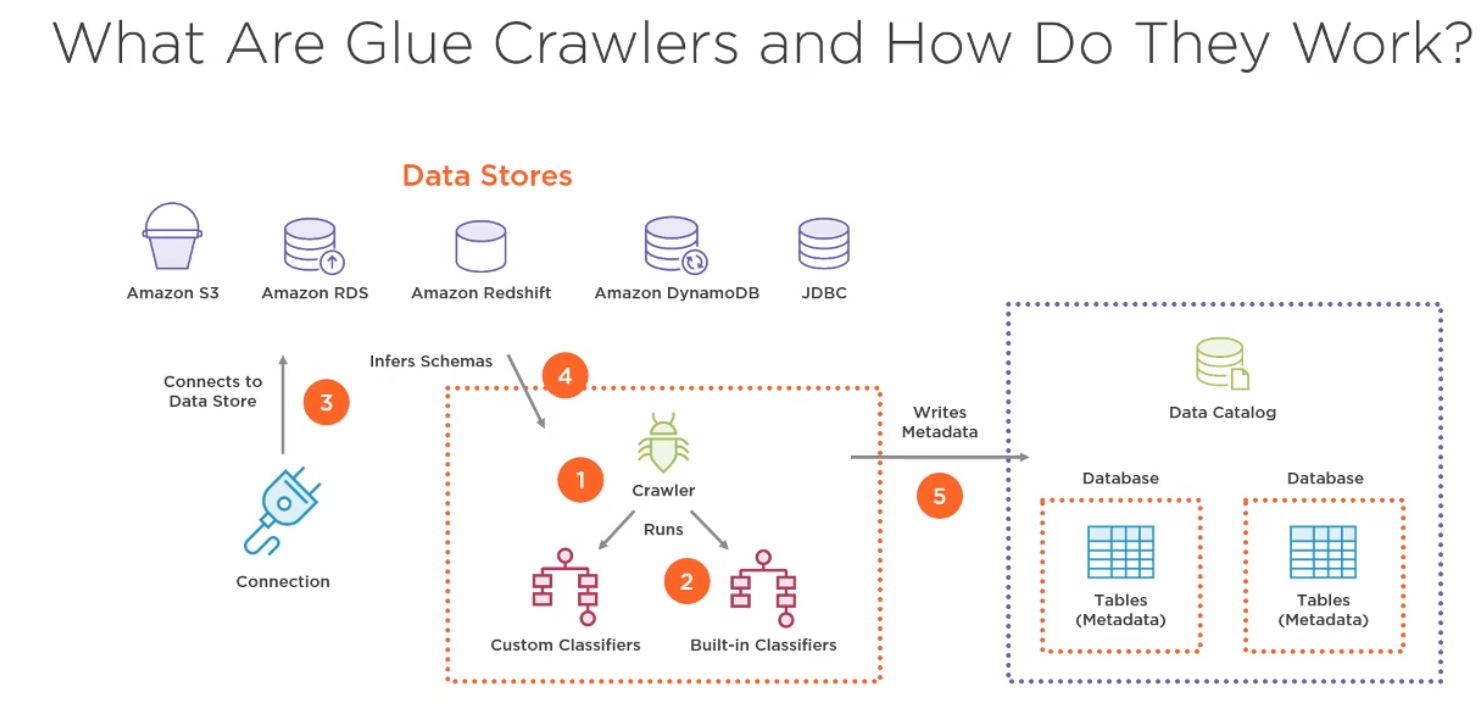 What Are Glue Crawlers and How Do They Work?
Data Stores
Amazon S3
Amazon RDS
Amazon Redshift
Amazon DynamoDB
JDBC
Connects to
Data Store
3
Infers Schemas
4
Connection
1
Crawler
Runs
2
Custom Classifiers
Built-in Classifiers
Writes
Metadata
5
Data Catalog
Database
Tables
(Metadata)
Database
Tables
(Metadata)